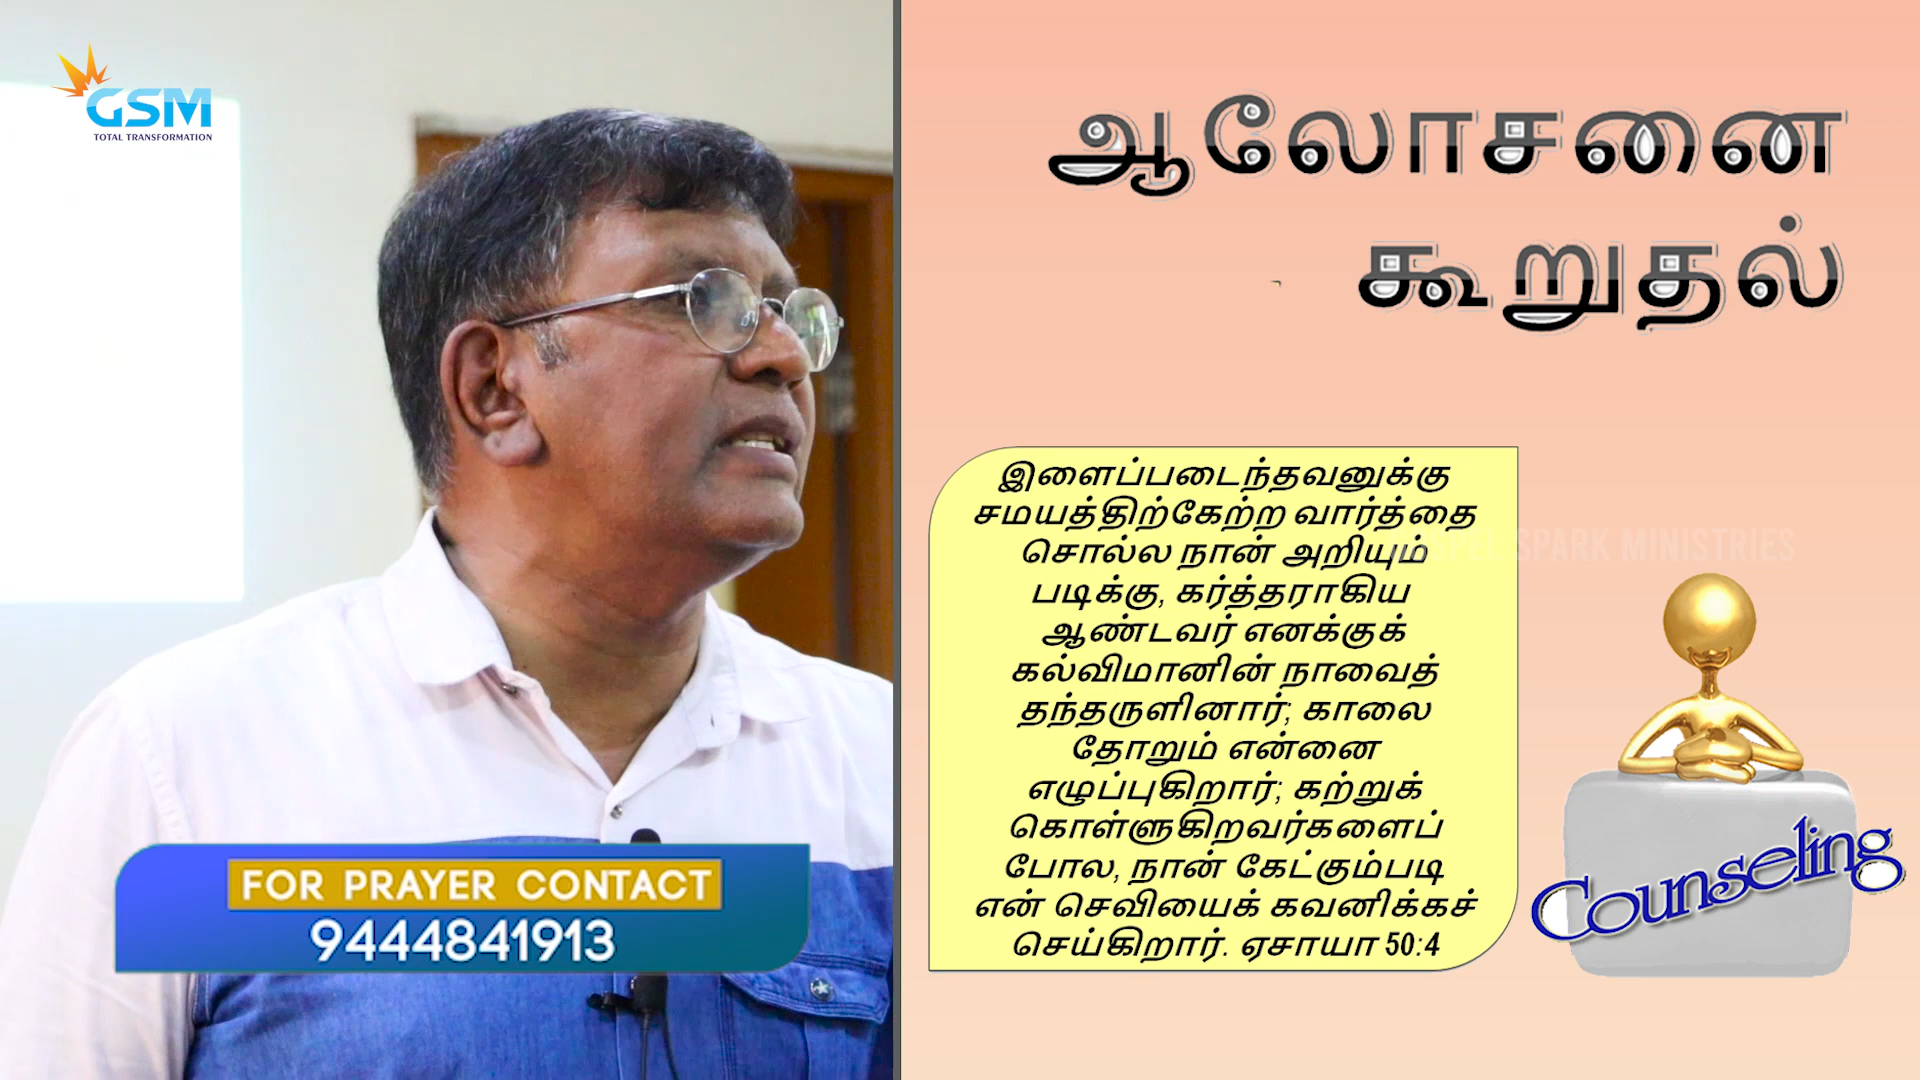 GSM
TOTAL TRANSFORMATION
FOR PRAYER CONTACT
9444841913
ஆலோசனை
கூறுதல்
இளைப்படைந்தவனுக்கு
சமயத்திற்கேற்ற வார்த்தை
சொல்ல நான் அறியும்
படிக்கு, கர்த்தராகிய
ஆண்டவர் எனக்குக்
கல்விமானின் நாவைத்
தந்தருளினார்; காலை
தோறும் என்னை
எழுப்புகிறார்; கற்றுக்
கொள்ளுகிறவர்களைப்
போல, நான் கேட்கும்படி
என் செவியைக் கவனிக்கச்
செய்கிறார். ஏசாயா 50:4
SPARK MINISTRIES
Counseling